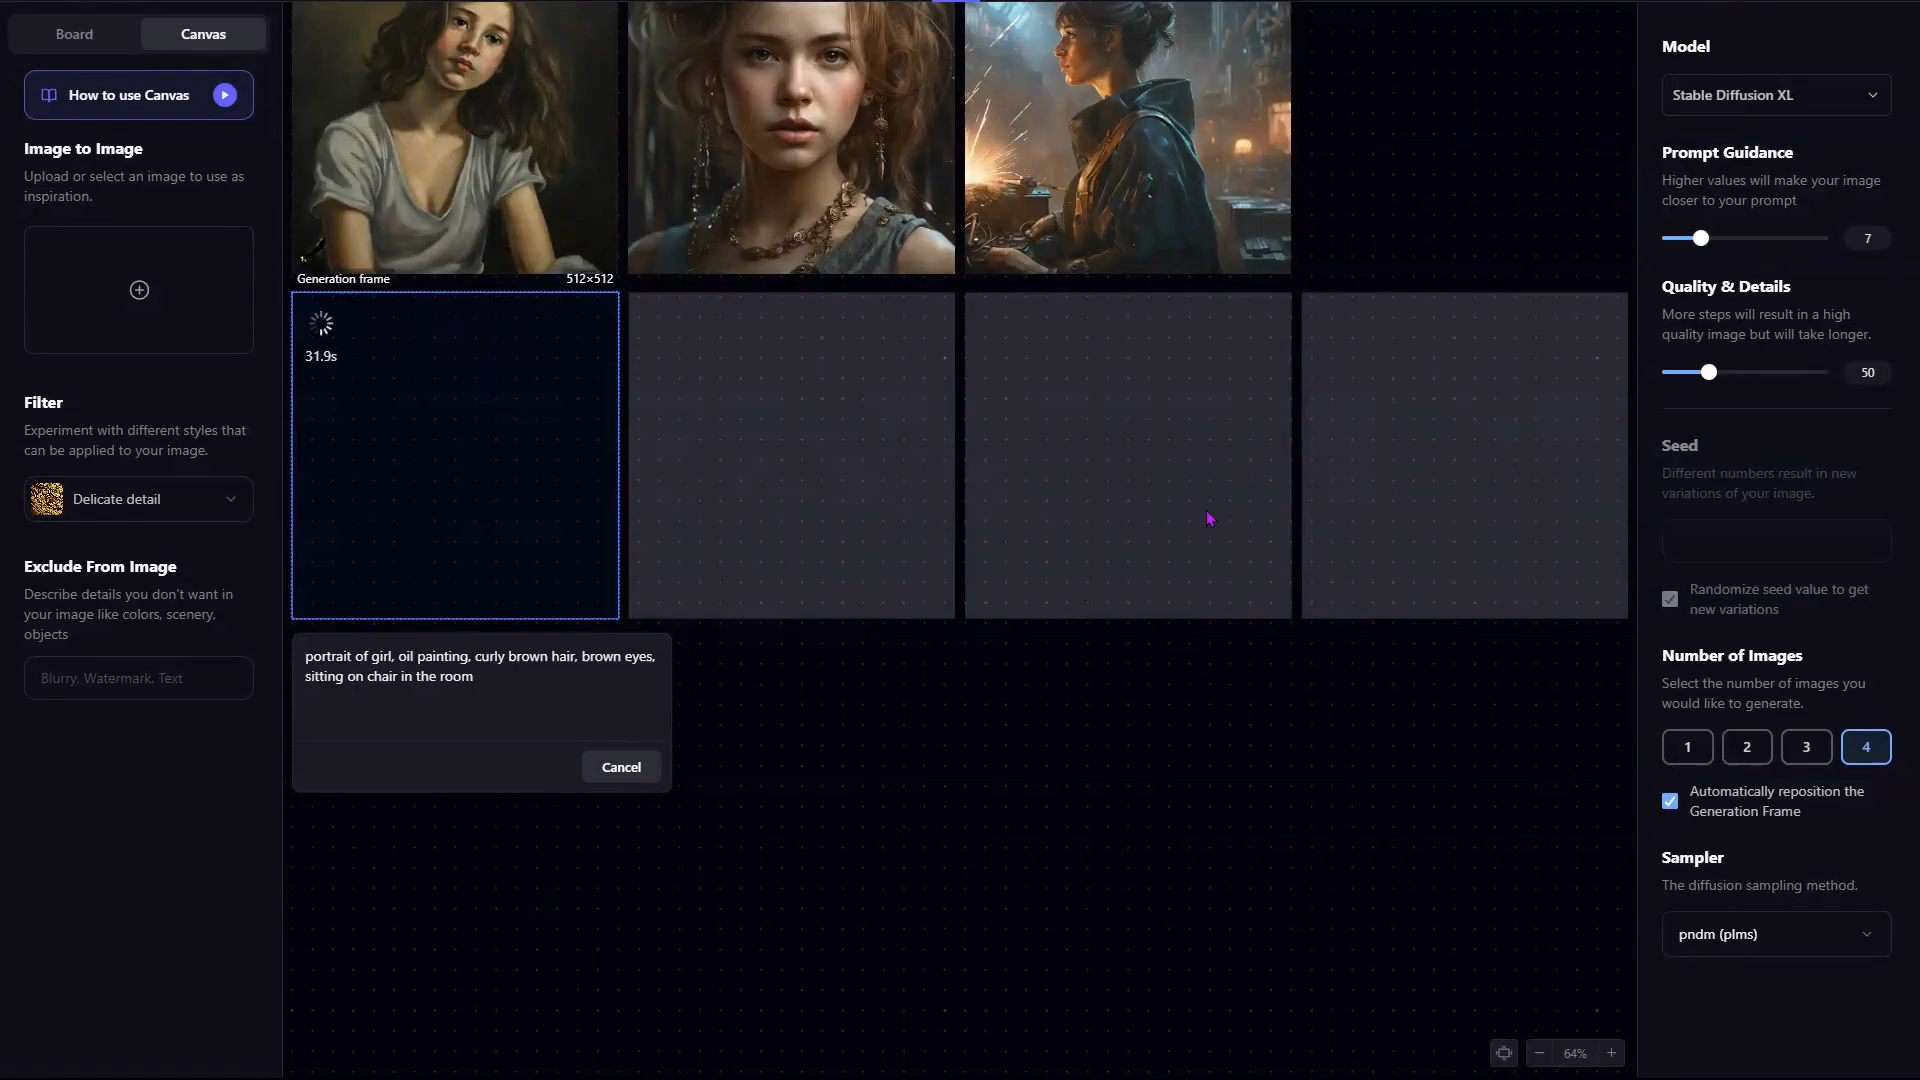 Board
Canvas
How to use Canvas
Image to Image
Upload or select an image to use as
inspiration.
Filter
Experiment with different styles that
can be applied to your image.
Delicate detail
Exclude From Image
Describe details you don't want in
your image like colors, scenery,
objects
Blurry, Watermark, Text
Generation frame
512×512
31.9s
portrait of girl, oil painting, curly brown hair, brown eyes,
sitting on chair in the room
Cancel
64%
Model
Stable Diffusion XL
Prompt Guidance
Higher values will make your image
closer to your prompt
7
Quality & Details
More steps will result in a high
quality image but will take longer.
50
Seed
Different numbers result in new
variations of your image.
Randomize seed value to get
new variations
Number of Images
Select the number of images you
would like to generate.
1
2
3
4
Automatically reposition the
Generation Frame
Sampler
The diffusion sampling method.
pndm (plms)